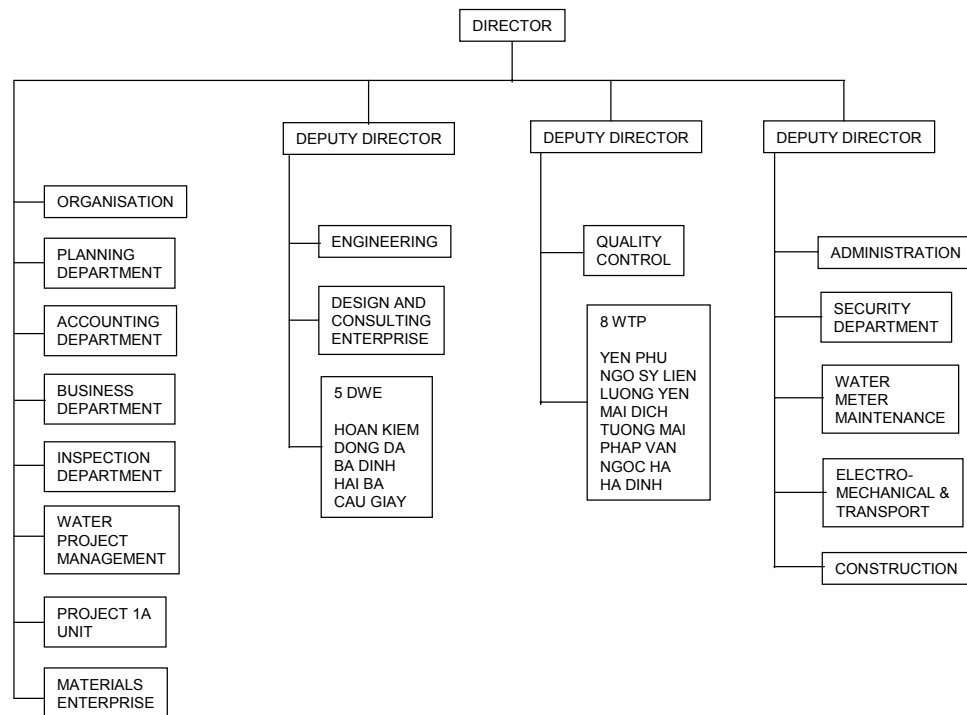 DIRECTOR
DEPUTY DIRECTOR
DEPUTY DIRECTOR
DEPUTY DIRECTOR
ORGANISATION
PLANNING
DEPARTMENT
ACCOUNTING
DEPARTMENT
BUSINESS
DEPARTMENT
INSPECTION
DEPARTMENT
WATER
PROJECT
MANAGEMENT
PROJECT 1A
UNIT
MATERIALS
ENTERPRISE
ENGINEERING
DESIGN AND
CONSULTING
ENTERPRISE
5 DWE
HOAN KIEM
DONG DA
BA DINH
HAI BA
CAU GIAY
QUALITY
CONTROL
8 WTP
YEN PHU
NGO SY LIEN
LUONG YEN
MAI DICH
TUONG MAI
PHAP VAN
NGOC HA
HA DINH
ADMINISTRATION
SECURITY
DEPARTMENT
WATER
METER
MAINTENANCE
ELECTRO-
MECHANICAL &
TRANSPORT
CONSTRUCTION